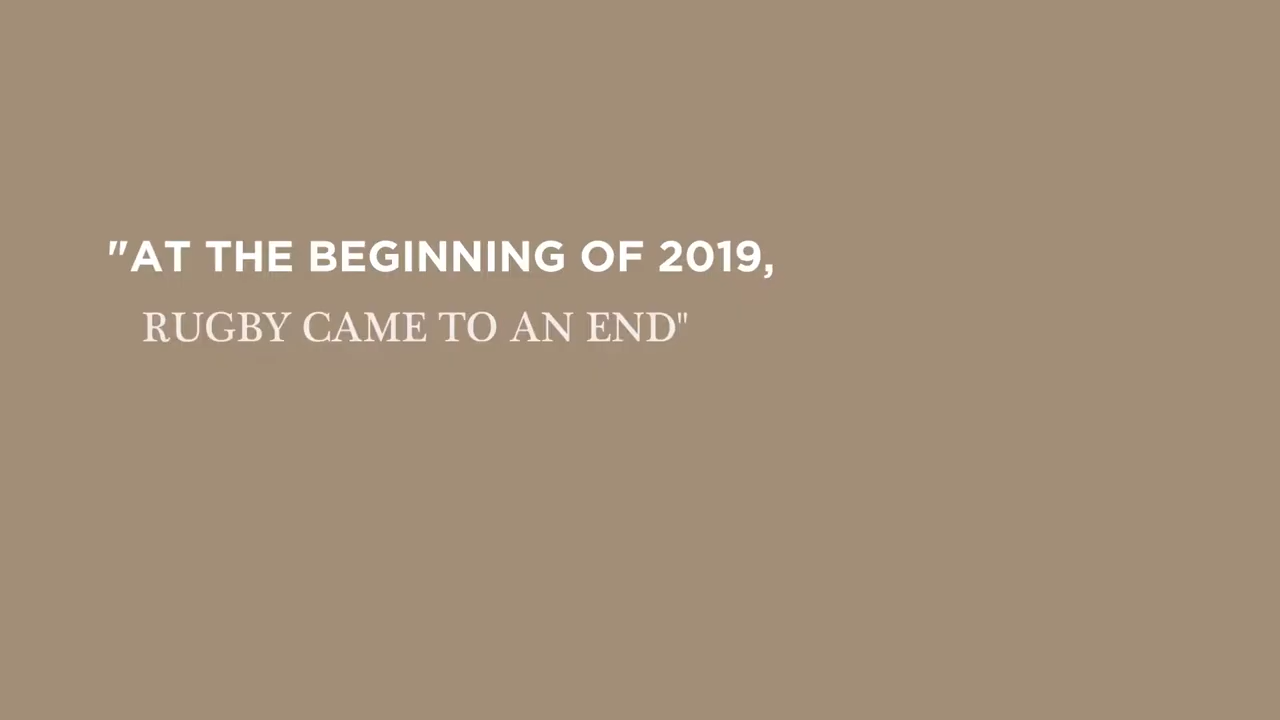 "AT THE BEGINNING OF 2019,
RUGBY CAME TO AN END"